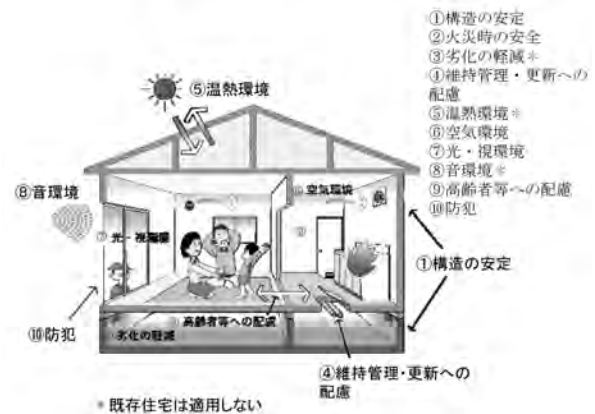 ①構造の安定
②火災時の安全
③劣化の軽減*
④維持管理・更新への
配慮
⑤温熱環境*
⑥空気環境
⑦光・視環境
⑧音環境*
⑨高齢者等への配慮
⑩防犯
⑤温熱環境
⑧音環境
空気環境
光・視環境
①構造の安定
⑩防犯
高齢者等への配慮
劣化の軽減
④維持管理・更新への
配慮
* 既存住宅は適用しない